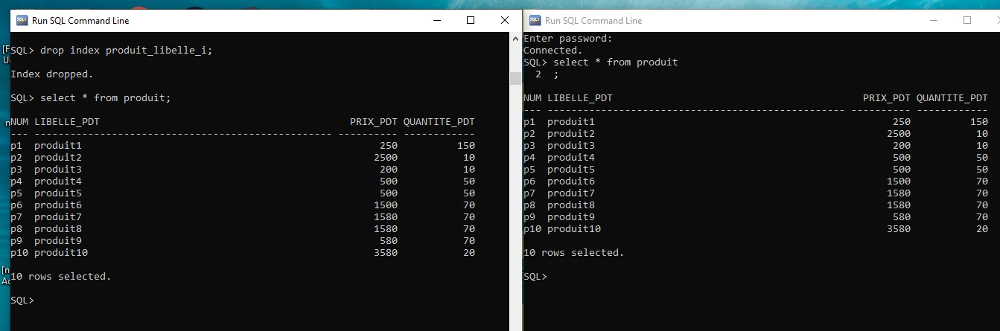 Run SQL Command Line
SQL> drop index produit_libelle_i;
Index dropped.
SQL> select * from produit;
NUM LIBELLE_PDT PRIX_PDT QUANTITE_PDT
--- -------------------------------------------------- ---------- ------------
p1 produit1 250 150
p2 produit2 2500 10
p3 produit3 200 10
p4 produit4 500 50
p5 produit5 500 50
p6 produit6 1500 70
p7 produit7 1580 70
p8 produit8 1580 70
p9 produit9 580 70
p10 produit10 3580 20
10 rows selected.
SQL>
Run SQL Command Line
Enter password:
Connected.
SQL> select * from produit
2 ;
NUM LIBELLE_PDT PRIX_PDT QUANTITE_PDT
--- -------------------------------------------------- ---------- ------------
p1 produit1 250 150
p2 produit2 2500 10
p3 produit3 200 10
p4 produit4 500 50
p5 produit5 500 50
p6 produit6 1500 70
p7 produit7 1580 70
p8 produit8 1580 70
p9 produit9 580 70
p10 produit10 3580 20
10 rows selected.
SQL>